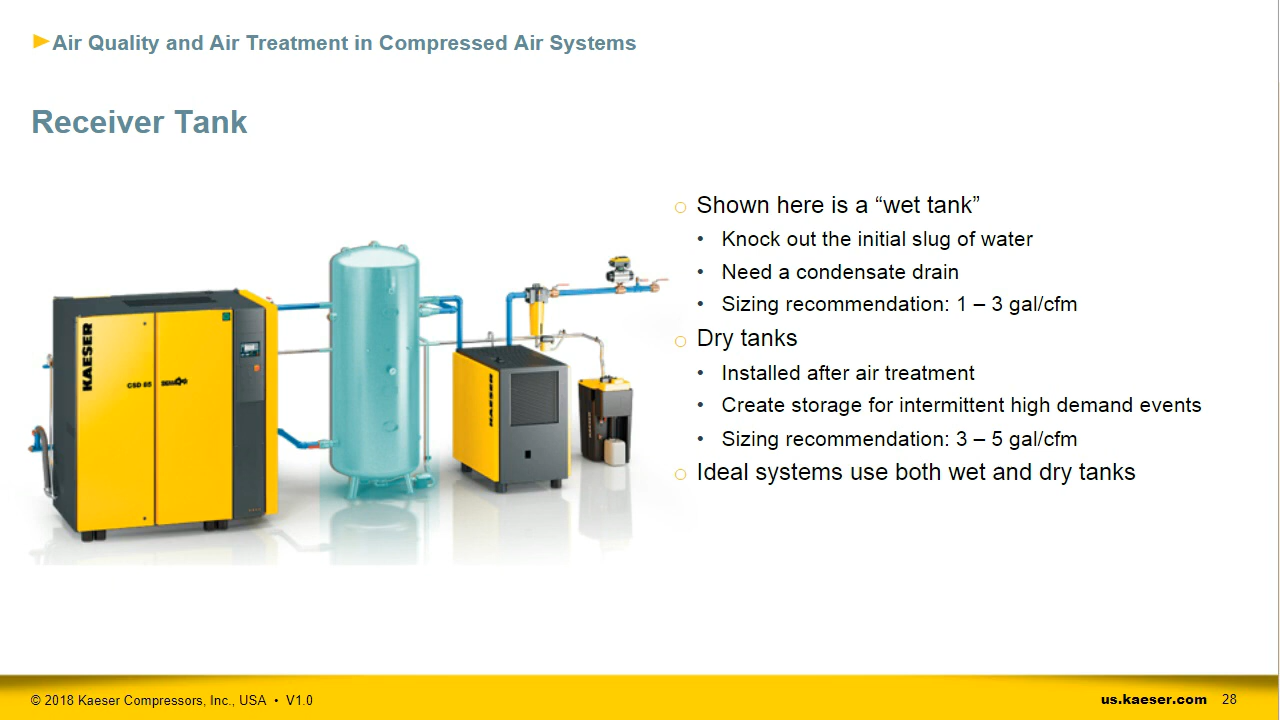 Air Quality and Air Treatment in Compressed Air Systems
Receiver Tank
Shown here is a “wet tank”
• Knock out the initial slug of water
• Need a condensate drain
• Sizing recommendation: 1 – 3 gal/cfm
Dry tanks
• Installed after air treatment
• Create storage for intermittent high demand events
• Sizing recommendation: 3 – 5 gal/cfm
Ideal systems use both wet and dry tanks
KAESER
CSD 85
KAESER
© 2018 Kaeser Compressors, Inc., USA • V1.0
us.kaeser.com 28